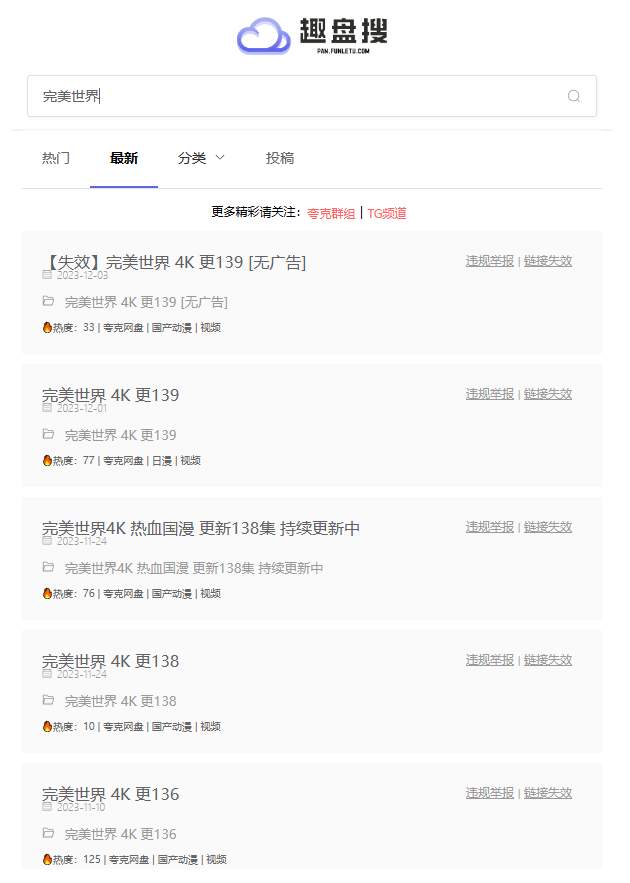 趣盘搜
PAN.FUNLETU.COM
完美世界
热门 最新 分类 投稿
更多精彩请关注：夸克群组 | TG频道
【失效】完美世界 4K 更139 [无广告] 违规举报 | 链接失效
2023-12-03
完美世界 4K 更139 [无广告]
热度：33 | 夸克网盘 | 国产动漫 | 视频
完美世界 4K 更139 违规举报 | 链接失效
2023-12-01
完美世界 4K 更139
热度：77 | 夸克网盘 | 日漫 | 视频
完美世界4K 热血国漫 更新138集 持续更新中 违规举报 | 链接失效
2023-11-24
完美世界4K 热血国漫 更新138集 持续更新中
热度：76 | 夸克网盘 | 国产动漫 | 视频
完美世界 4K 更138 违规举报 | 链接失效
2023-11-24
完美世界 4K 更138
热度：10 | 夸克网盘 | 国产动漫 | 视频
完美世界 4K 更136 违规举报 | 链接失效
2023-11-10
完美世界 4K 更136
热度：125 | 夸克网盘 | 国产动漫 | 视频